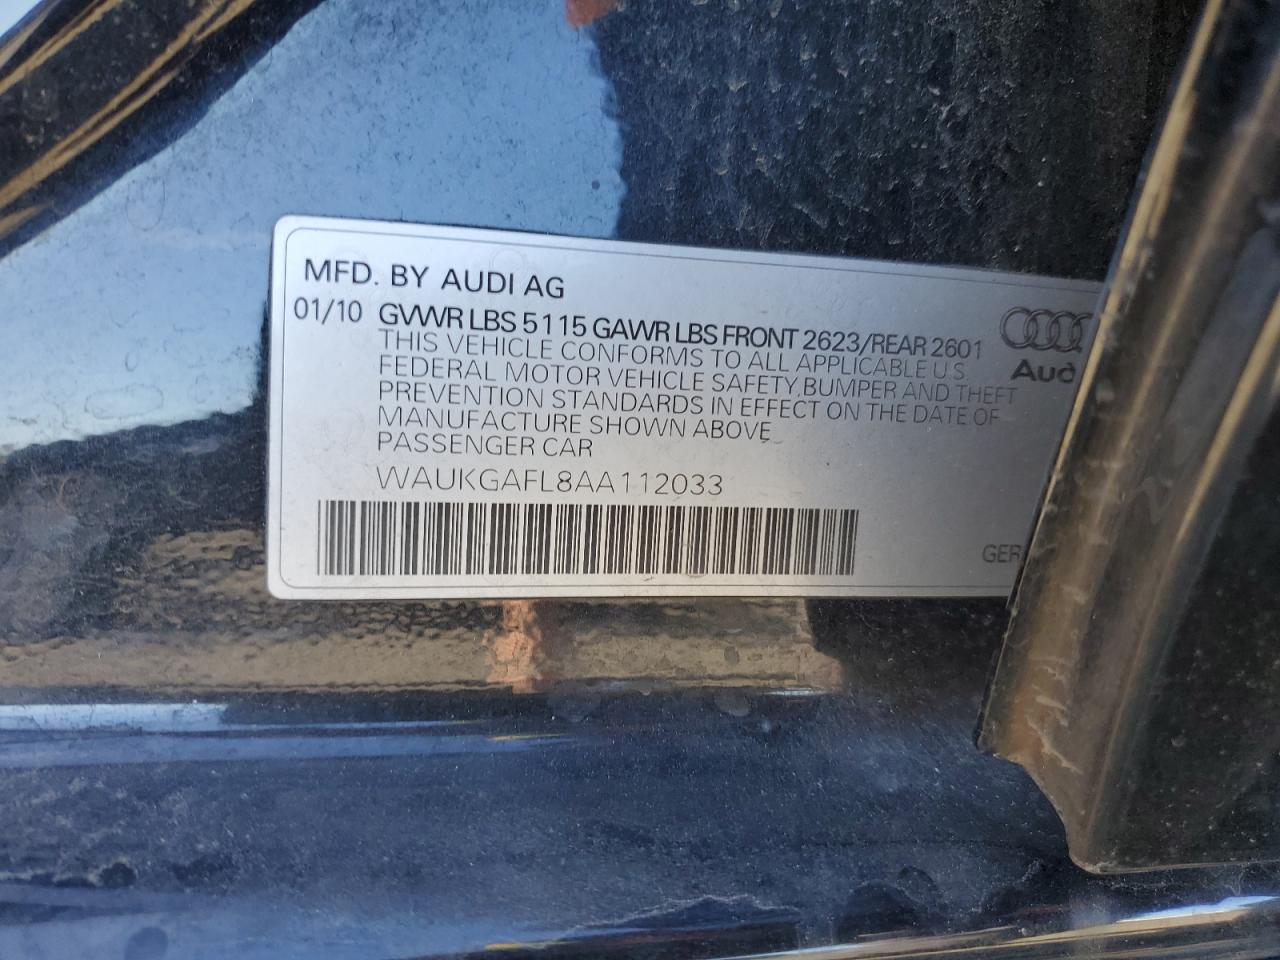 MFD. BY AUDI AG
01/10 GVWR LBS 5115 GAWR LBS FRONT 2623/REAR 2601
THIS VEHICLE CONFORMS TO ALL APPLICABLE U.S.
FEDERAL MOTOR VEHICLE SAFETY, BUMPER AND THEFT
PREVENTION STANDARDS IN EFFECT ON THE DATE OF
MANUFACTURE SHOWN ABOVE
PASSENGER CAR
WAUKGAFL8AA112033
Aud
GER